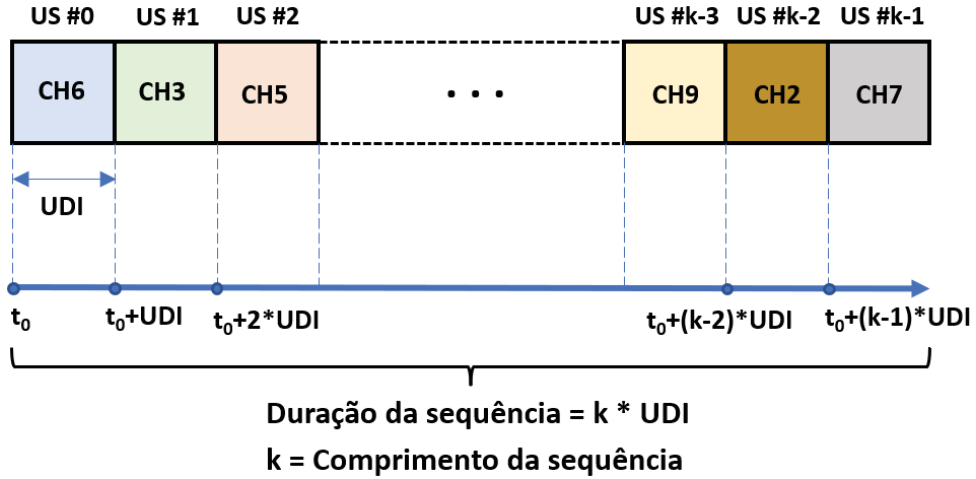 US #0 US #1 US #2 US #k-3 US #k-2 US #k-1
CH6 CH3 CH5 . . . CH9 CH2 CH7
UDI
t₀ t₀+UDI t₀+2*UDI t₀+(k-2)*UDI t₀+(k-1)*UDI
Duração da sequência = k * UDI
k = Comprimento da sequência